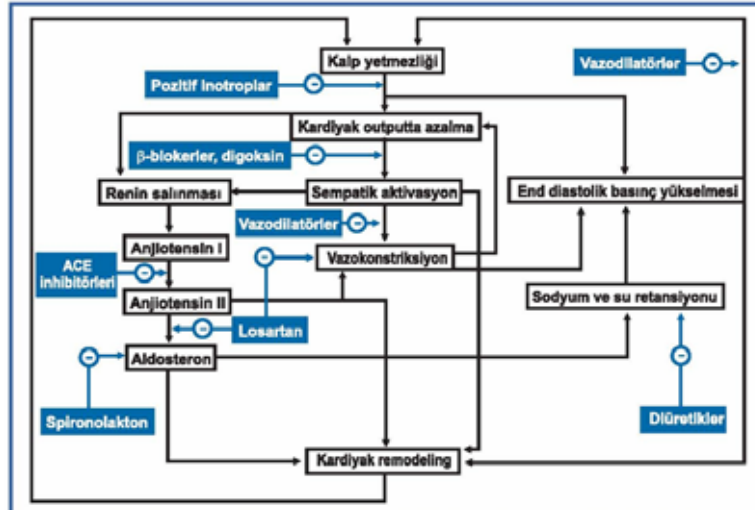 Kalp yetmezliği
Vazodilatörler
Pozitif inotroplar
Kardiyak outputta azalma
β-blokerler, digoksin
Renin salınması
Sempatik aktivasyon
End diastolik basınç yükselmesi
Vazodilatörler
Anjiotensin I
Vazokonstriksiyon
ACE
inhibitörleri
Anjiotensin II
Sodyum ve su retansiyonu
Losartan
Aldosteron
Spironolakton
Diüretikler
Kardiyak remodeling